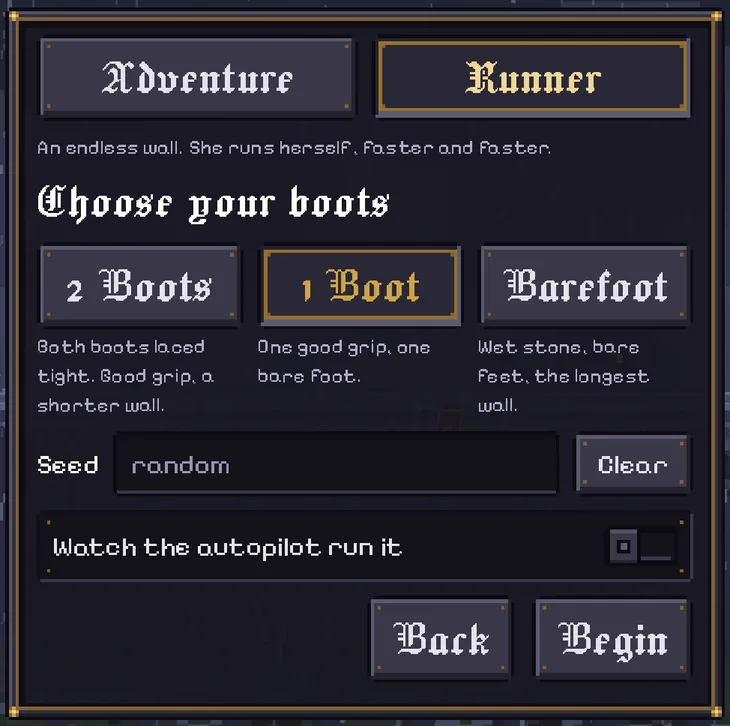 Adventure
Runner
An endless wall. She runs herself, faster and faster.
Choose your boots
2 Boots
1 Boot
Barefoot
Both boots laced
tight. Good grip, a
shorter wall.
One good grip, one
bare foot.
Wet stone, bare
feet, the longest
wall.
Seed
random
Clear
Watch the autopilot run it
Back
Begin